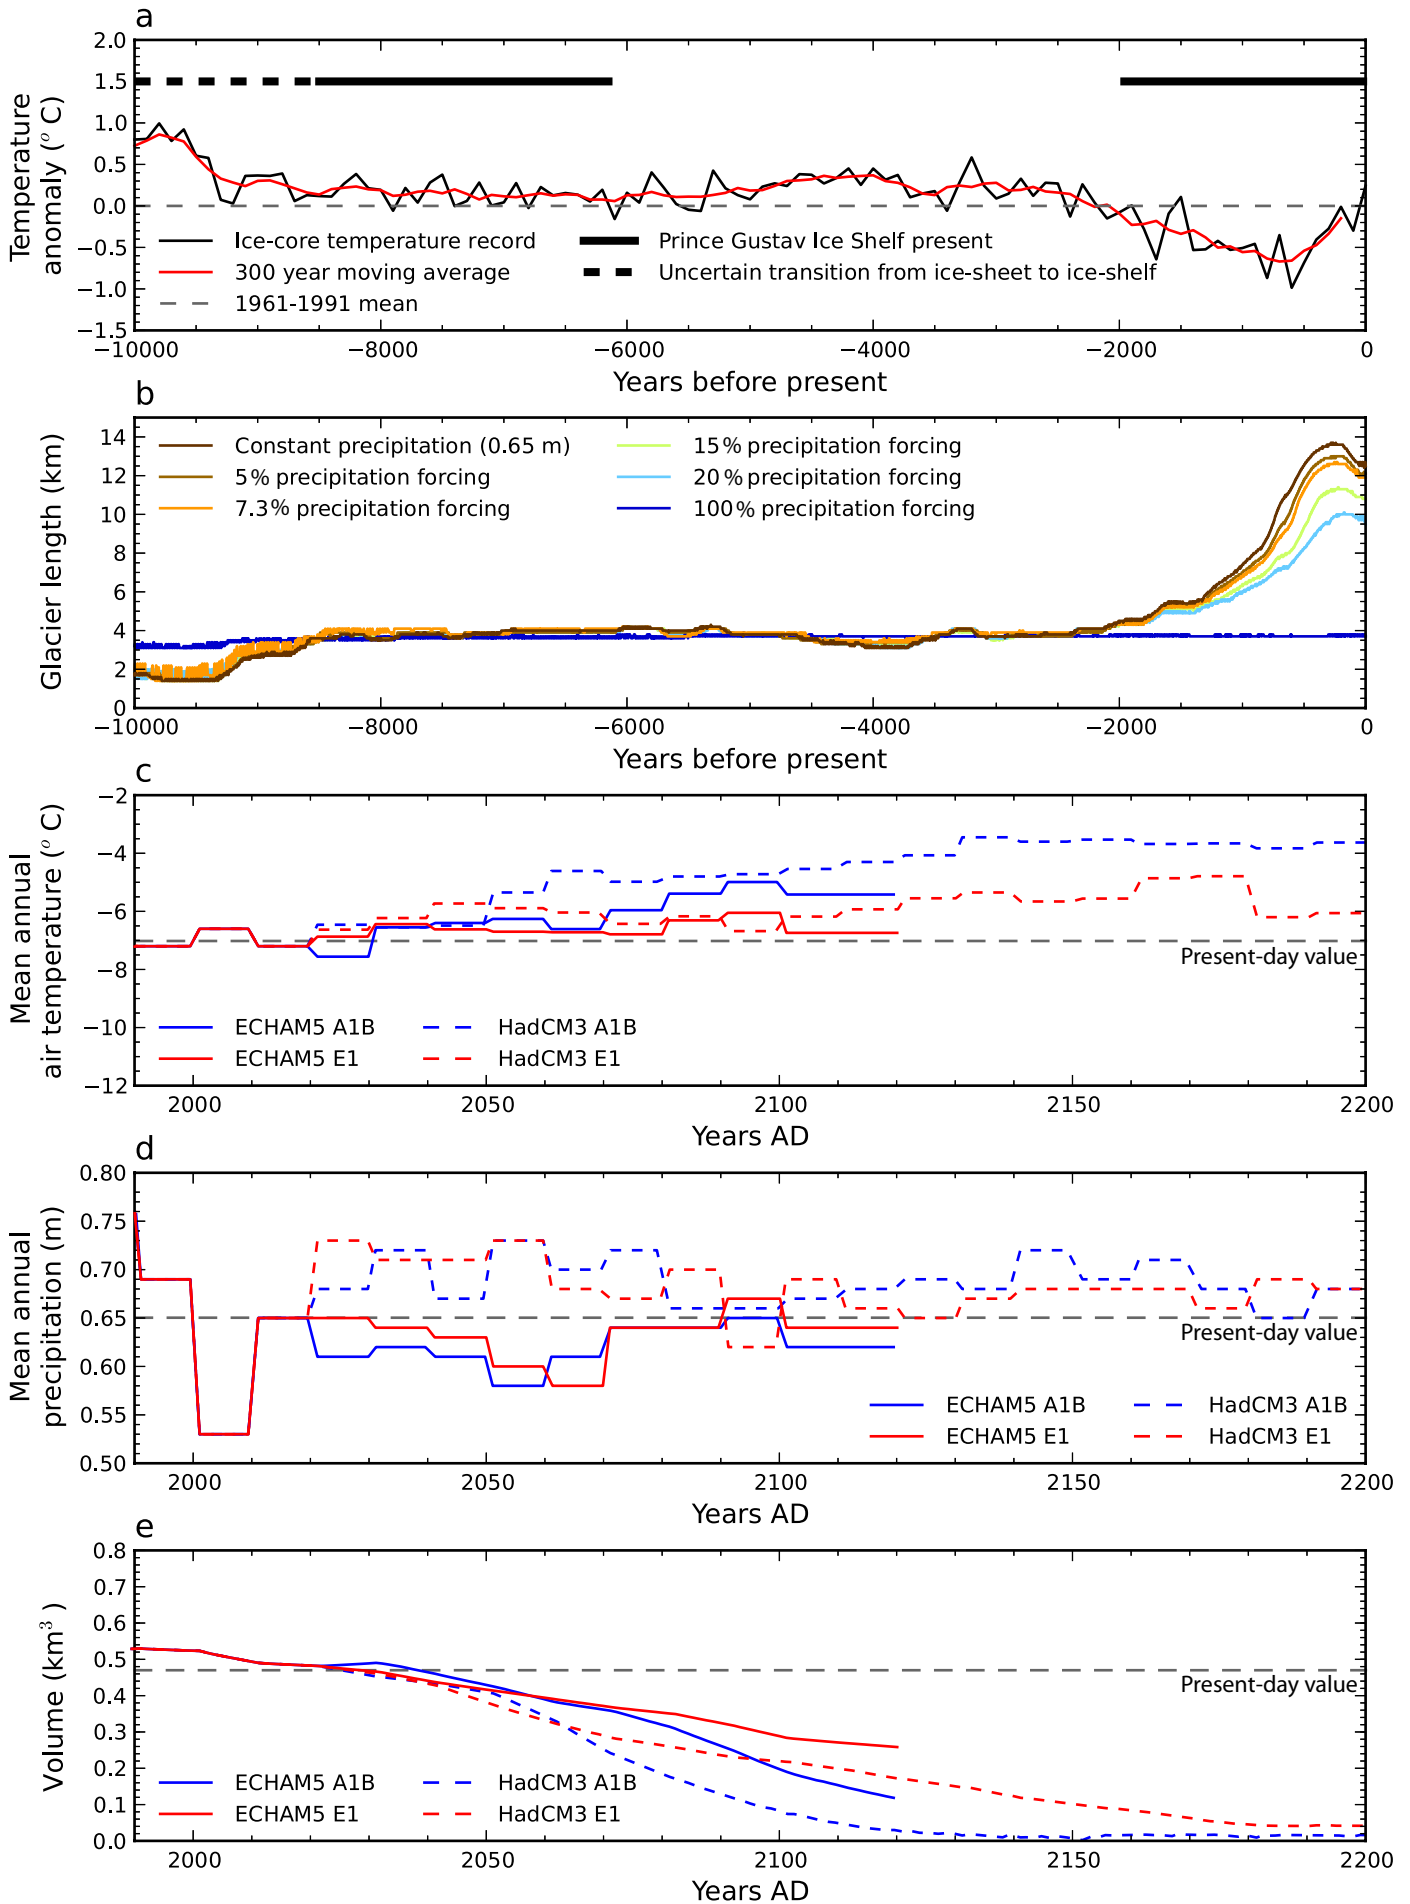 a
2.0
1.5
1.0
0.5
0.0
−0.5
−1.0
−1.5
Temperature
anomaly (° C)
Ice-core temperature record
300 year moving average
1961-1991 mean
Prince Gustav Ice Shelf present
Uncertain transition from ice-sheet to ice-shelf
−10000 −8000 −6000 −4000 −2000 0
Years before present
b
14
12
10
8
6
4
2
0
Glacier length (km)
Constant precipitation (0.65 m)
5% precipitation forcing
7.3% precipitation forcing
15% precipitation forcing
20% precipitation forcing
100% precipitation forcing
−10000 −8000 −6000 −4000 −2000 0
Years before present
c
−2
−4
−6
−8
−10
−12
Mean annual
air temperature (° C)
Present-day value
ECHAM5 A1B
ECHAM5 E1
HadCM3 A1B
HadCM3 E1
2000 2050 2100 2150 2200
Years AD
d
0.80
0.75
0.70
0.65
0.60
0.55
0.50
Mean annual
precipitation (m)
Present-day value
ECHAM5 A1B
ECHAM5 E1
HadCM3 A1B
HadCM3 E1
2000 2050 2100 2150 2200
Years AD
e
0.8
0.7
0.6
0.5
0.4
0.3
0.2
0.1
0.0
Volume (km³)
Present-day value
ECHAM5 A1B
ECHAM5 E1
HadCM3 A1B
HadCM3 E1
2000 2050 2100 2150 2200
Years AD